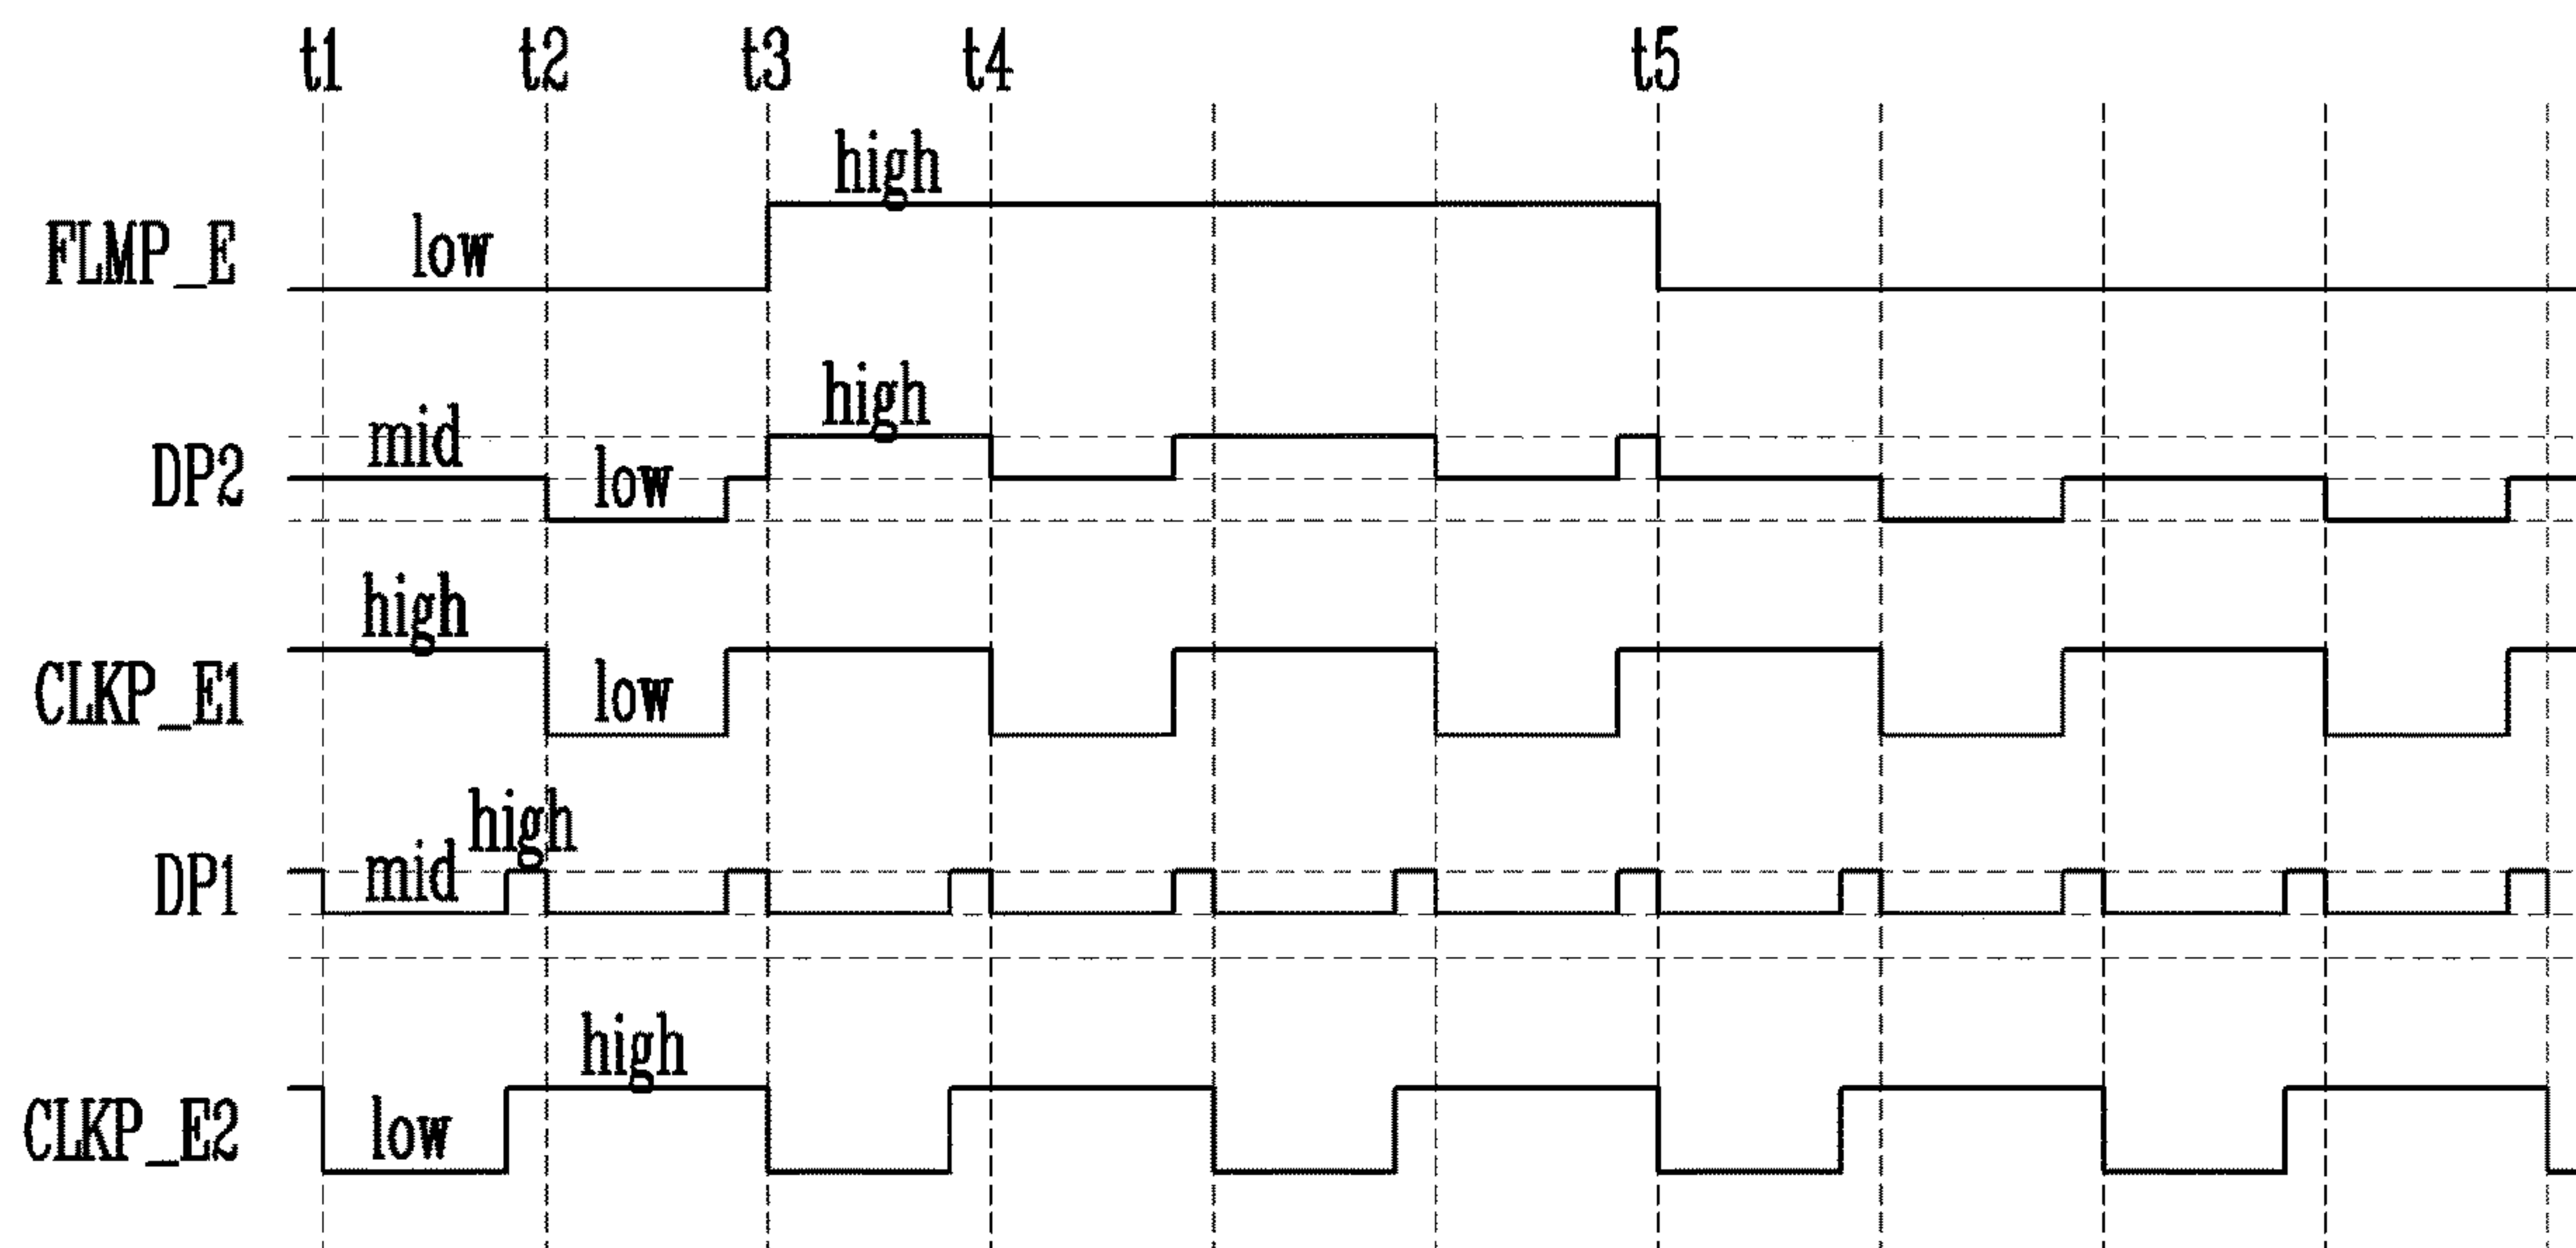 t1 t2 t3 t4 t5
high
FLMP_E low
high
mid
DP2 low
high
CLKP_E1 low
high
DP1 mid
high
CLKP_E2 low